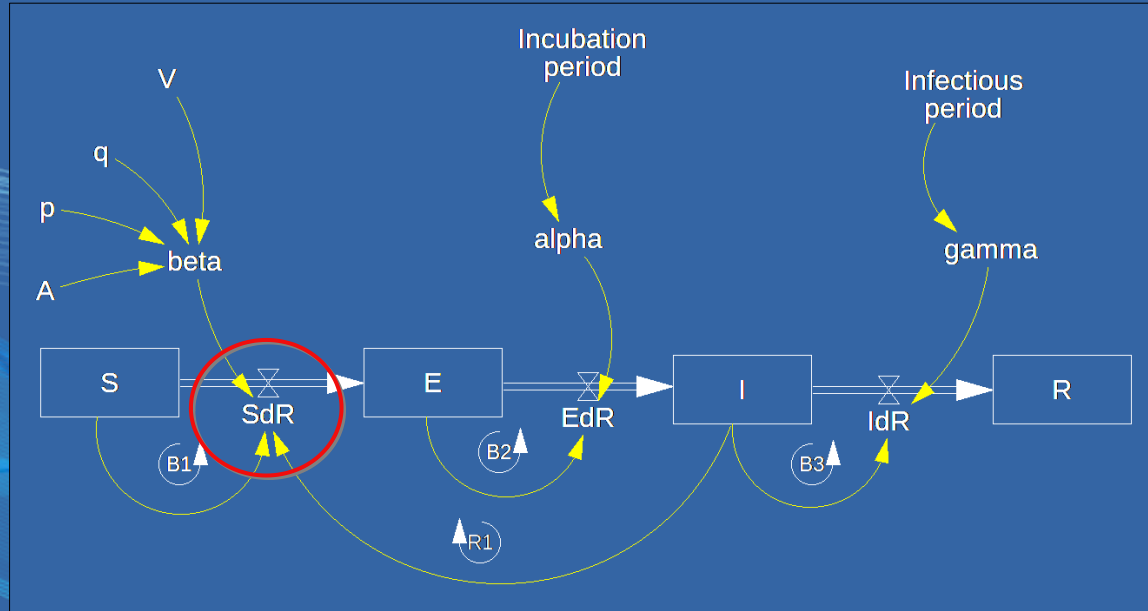 Incubation
period
V
Infectious
period
q
p
alpha
gamma
beta
A
S
E
I
R
SdR
EdR
IdR
B1
B2
B3
R1